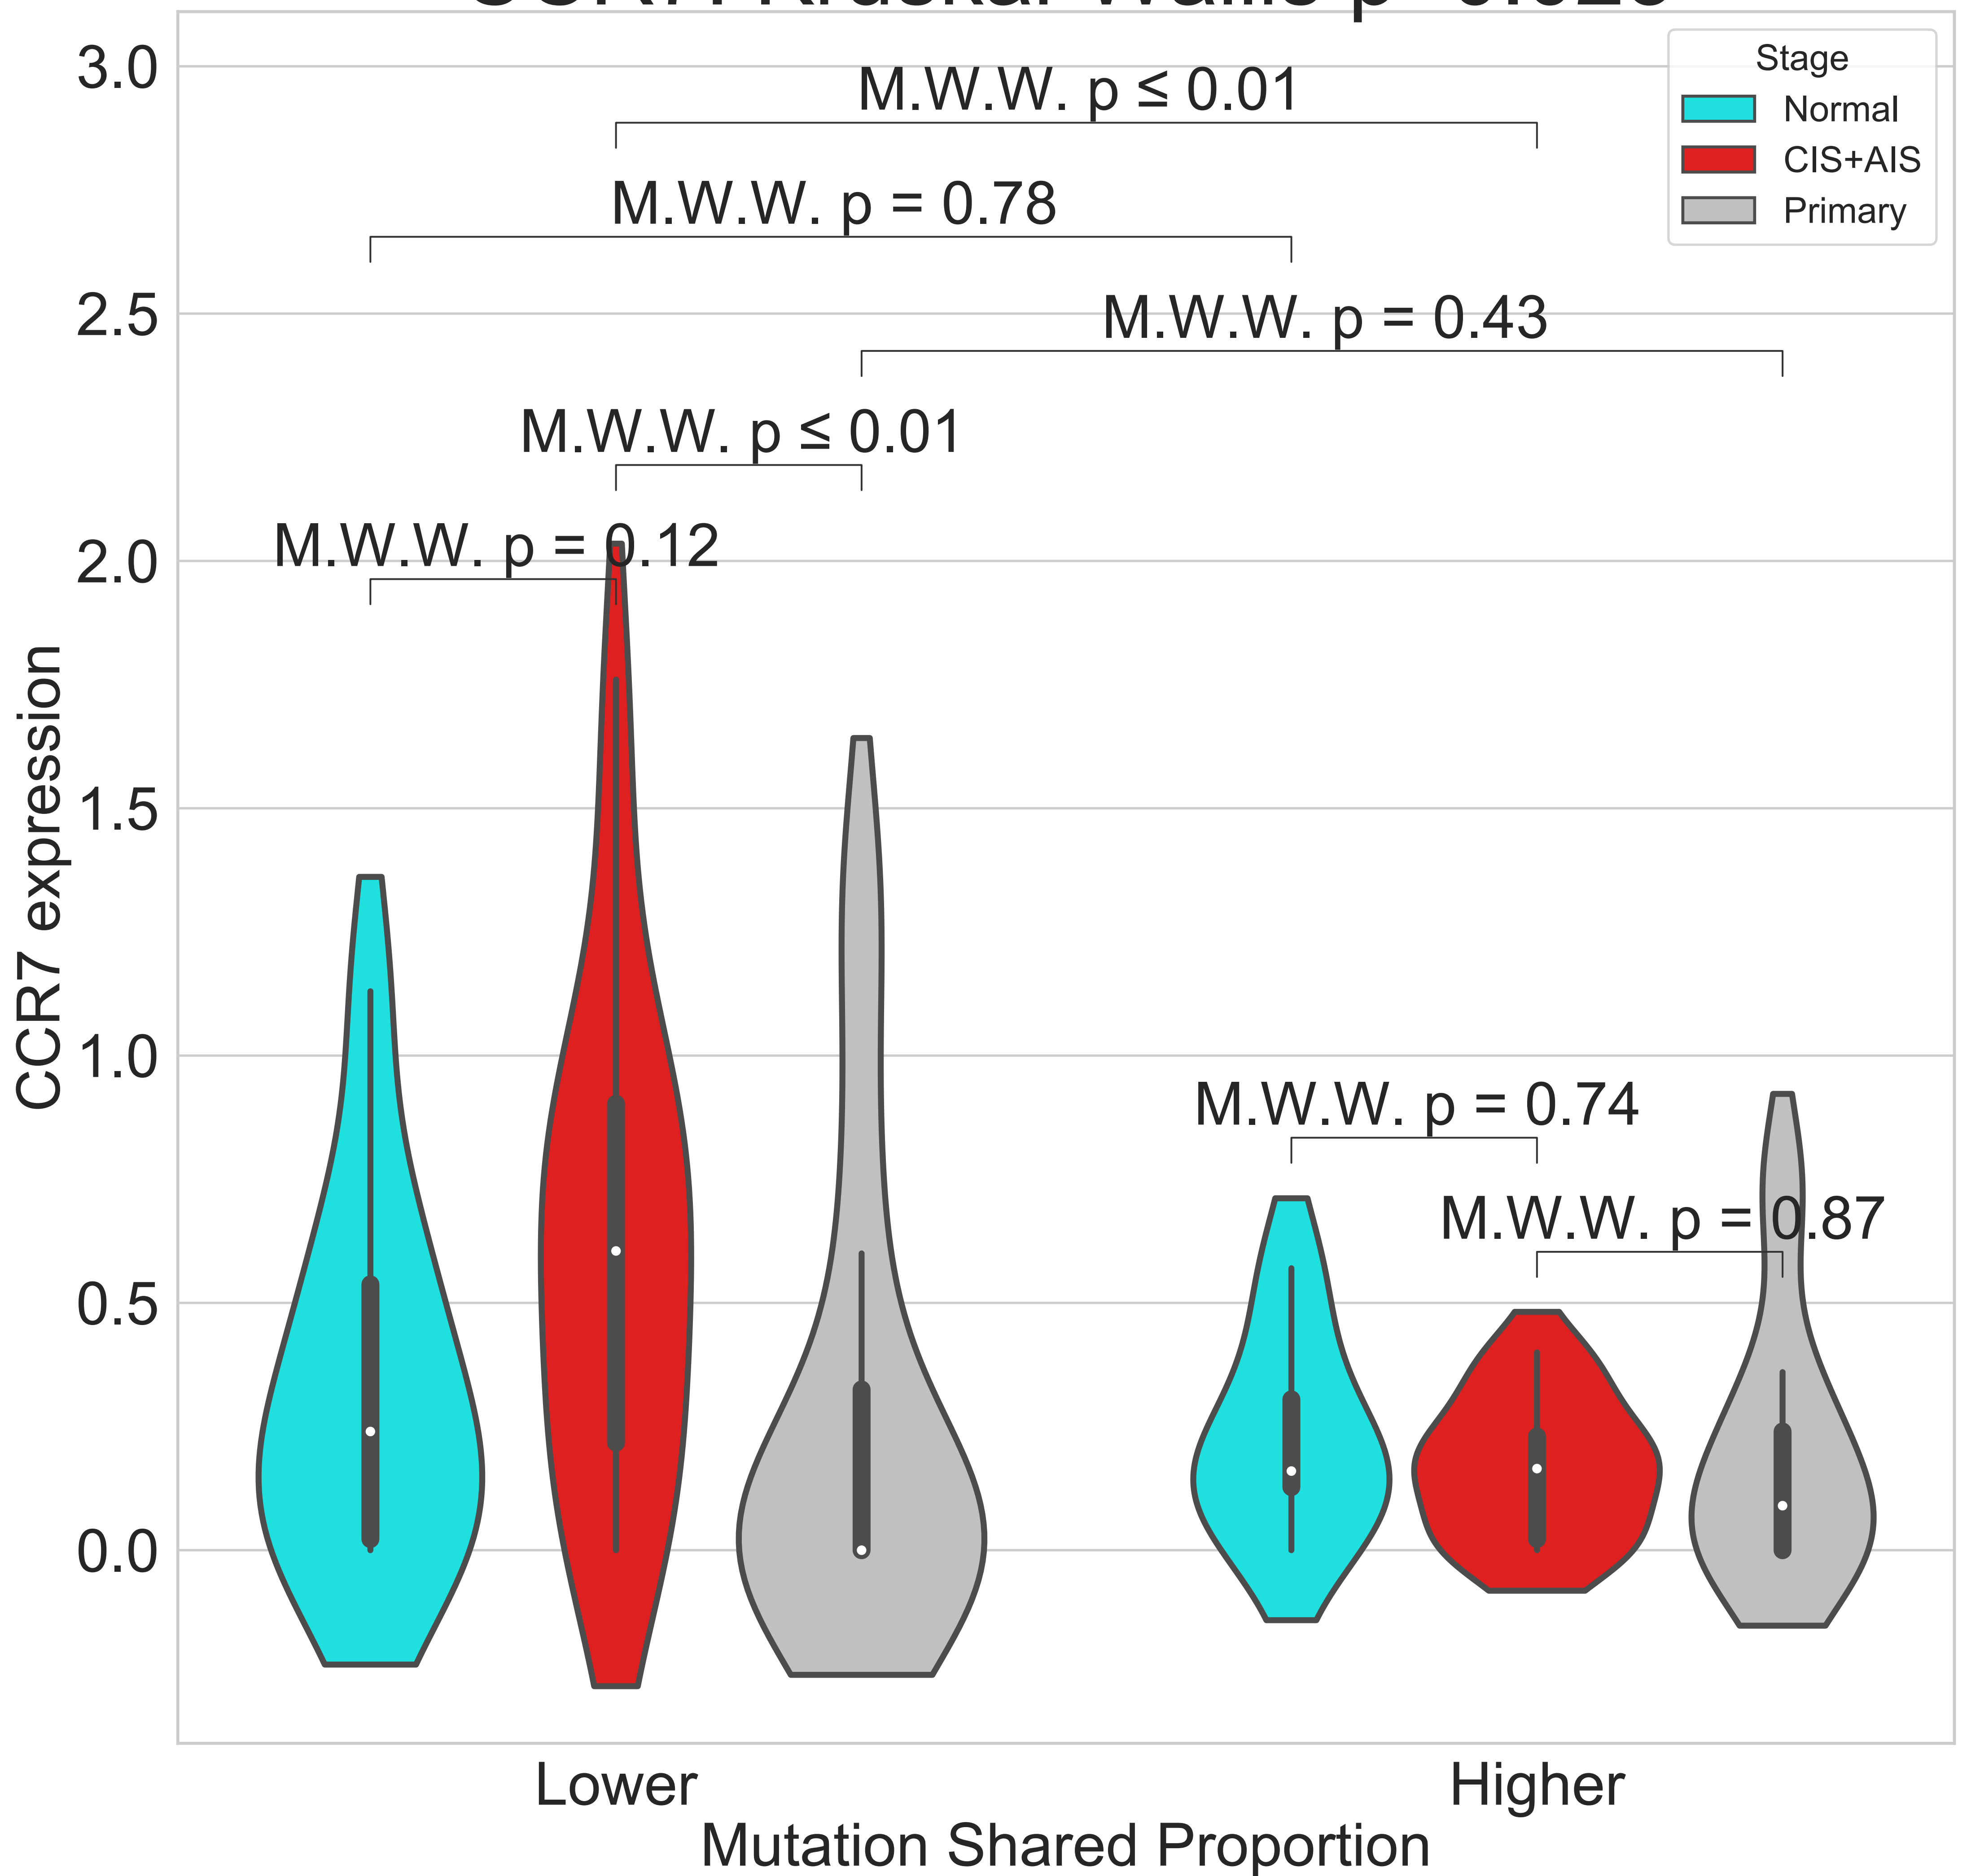 3.0
2.5
2.0
1.5
1.0
0.5
0.0
CCR7 expression
Stage
Normal
CIS+AIS
Primary
M.W.W. p ≤ 0.01
M.W.W. p = 0.78
M.W.W. p = 0.43
M.W.W. p ≤ 0.01
M.W.W. p = 0.12
M.W.W. p = 0.74
M.W.W. p = 0.87
Lower
Higher
Mutation Shared Proportion